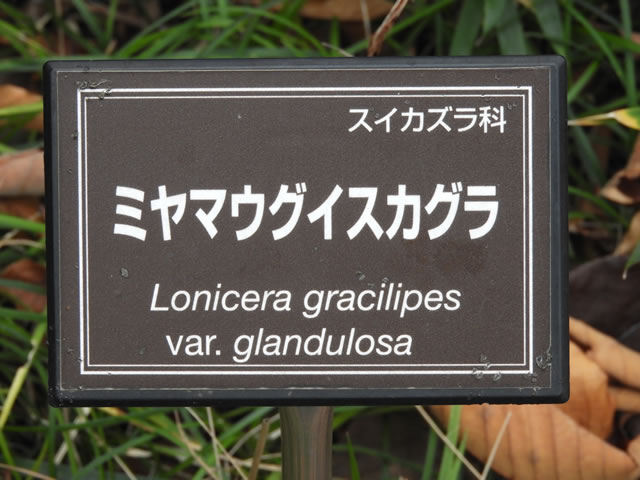 スイカズラ科
ミヤマウグイスカグラ
Lonicera gracilipes
var. glandulosa